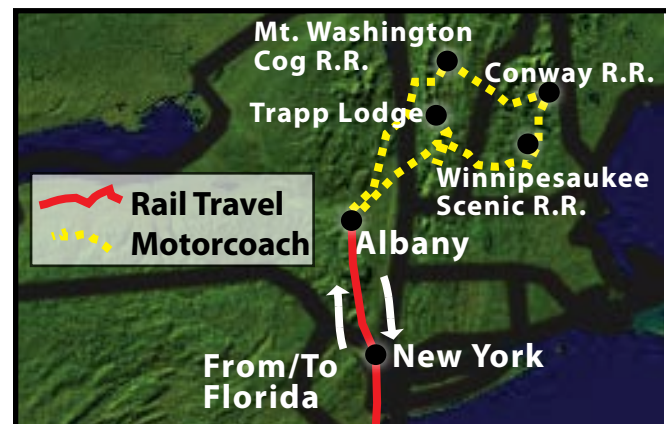 Mt. Washington
Cog R.R.
Conway R.R.
Trapp Lodge
Winnipesaukee
Scenic R.R.
Rail Travel
Motorcoach
Albany
New York
From/To
Florida